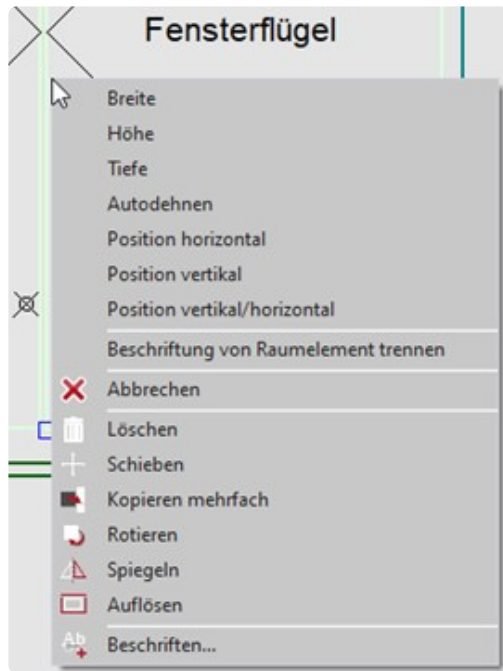 Fensterflügel
Breite
Höhe
Tiefe
Autodehnen
Position horizontal
Position vertikal
Position vertikal/horizontal
Beschriftung von Raumelement trennen
Abbrechen
Löschen
Schieben
Kopieren mehrfach
Rotieren
Spiegeln
Auflösen
Ab Beschriften...